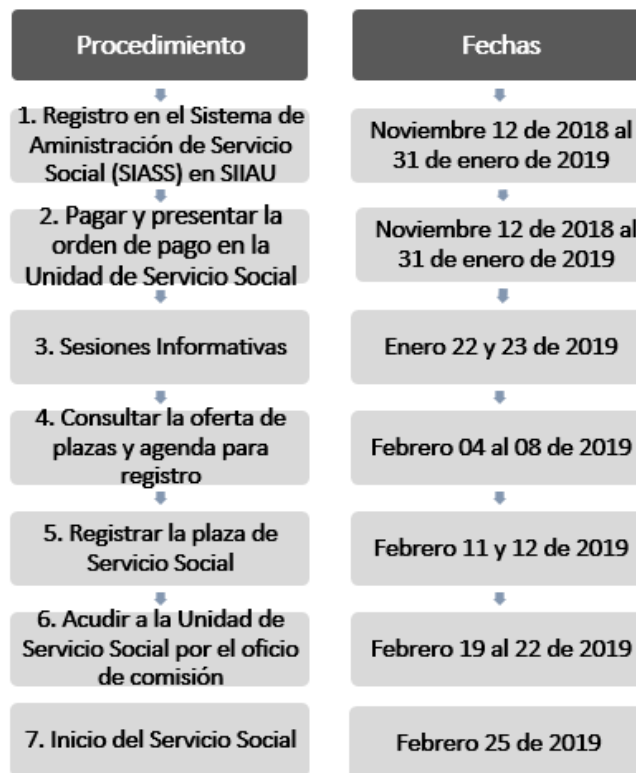 Procedimiento
Fechas
1. Registro en el Sistema de
Aministración de Servicio
Social (SIASS) en SIIAU
Noviembre 12 de 2018 al
31 de enero de 2019
2. Pagar y presentar la
orden de pago en la
Unidad de Servicio Social
Noviembre 12 de 2018 al
31 de enero de 2019
3. Sesiones Informativas
Enero 22 y 23 de 2019
4. Consultar la oferta de
plazas y agenda para
registro
Febrero 04 al 08 de 2019
5. Registrar la plaza de
Servicio Social
Febrero 11 y 12 de 2019
6. Acudir a la Unidad de
Servicio Social por el oficio
de comisión
Febrero 19 al 22 de 2019
7. Inicio del Servicio Social
Febrero 25 de 2019